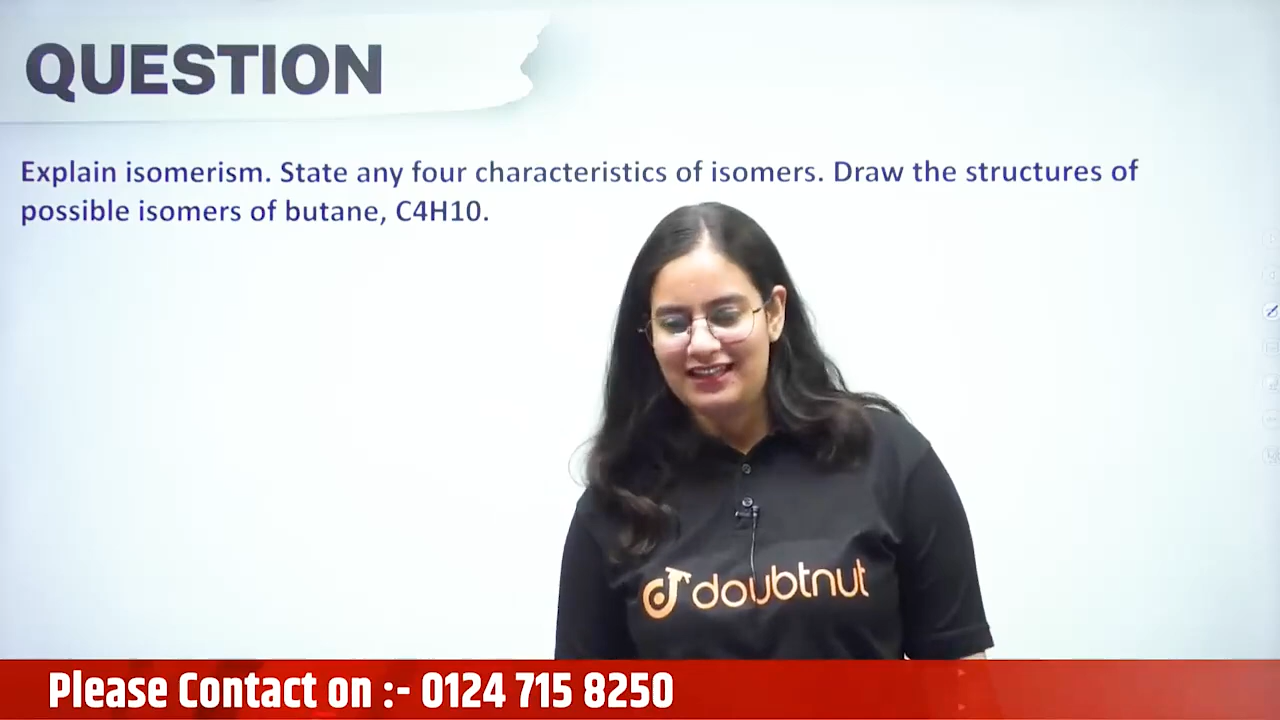 QUESTION
Explain isomerism. State any four characteristics of isomers. Draw the structures of
possible isomers of butane, C4H10.
doubtnut
Please Contact on :- 0124 715 8250